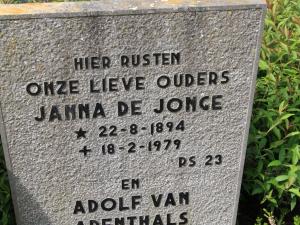 HIER RUSTEN
ONZE LIEVE OUDERS
JANNA DE JONGE
★ 22-8-1894
+ 18-2-1979
PS 23
EN
ADOLF VAN
ARENTHALS